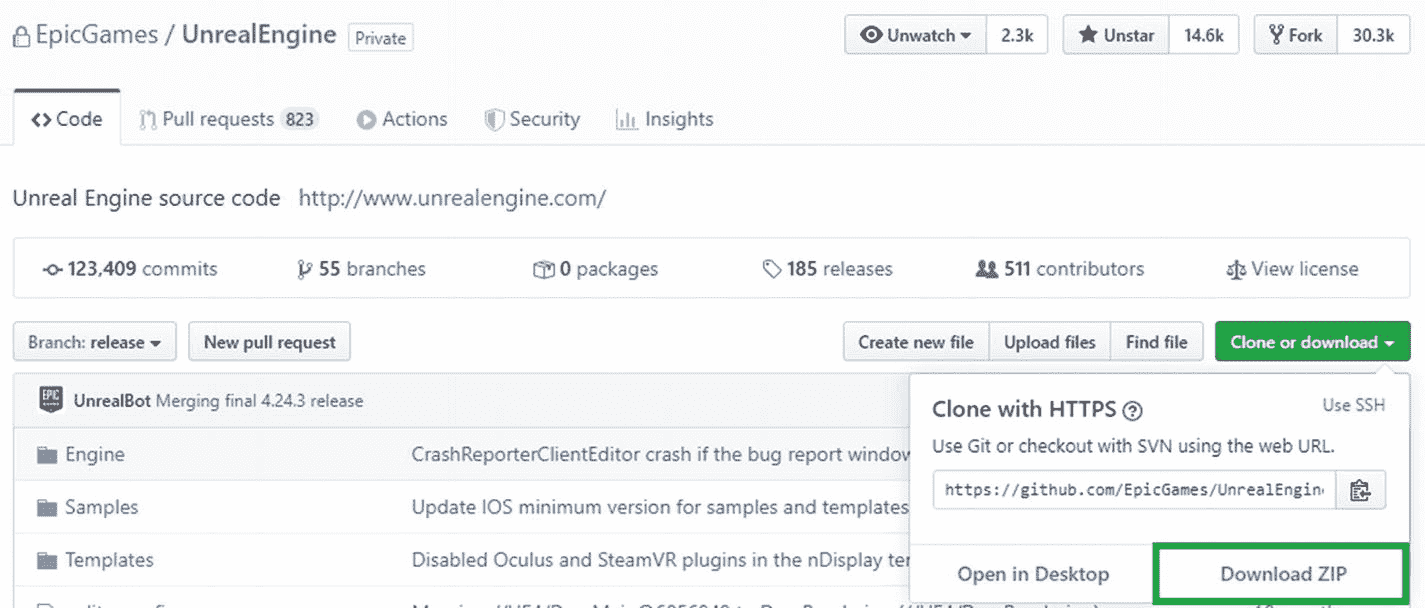 EpicGames / UnrealEngine Private Unwatch 2.3k Unstar 14.6k Fork 30.3k
Code Pull requests 823 Actions Security Insights
Unreal Engine source code http://www.unrealengine.com/
123,409 commits 55 branches 0 packages 185 releases 511 contributors View license
Branch: release New pull request Create new file Upload files Find file Clone or download
EPIC GAMES UnrealBot Merging final 4.24.3 release
Clone with HTTPS ? Use SSH
Use Git or checkout with SVN using the web URL.
Engine CrashReporterClientEditor crash if the bug report window
https://github.com/EpicGames/UnrealEngin
Samples Update IOS minimum version for samples and templates
Templates Disabled Oculus and SteamVR plugins in the nDisplay
Open in Desktop Download ZIP